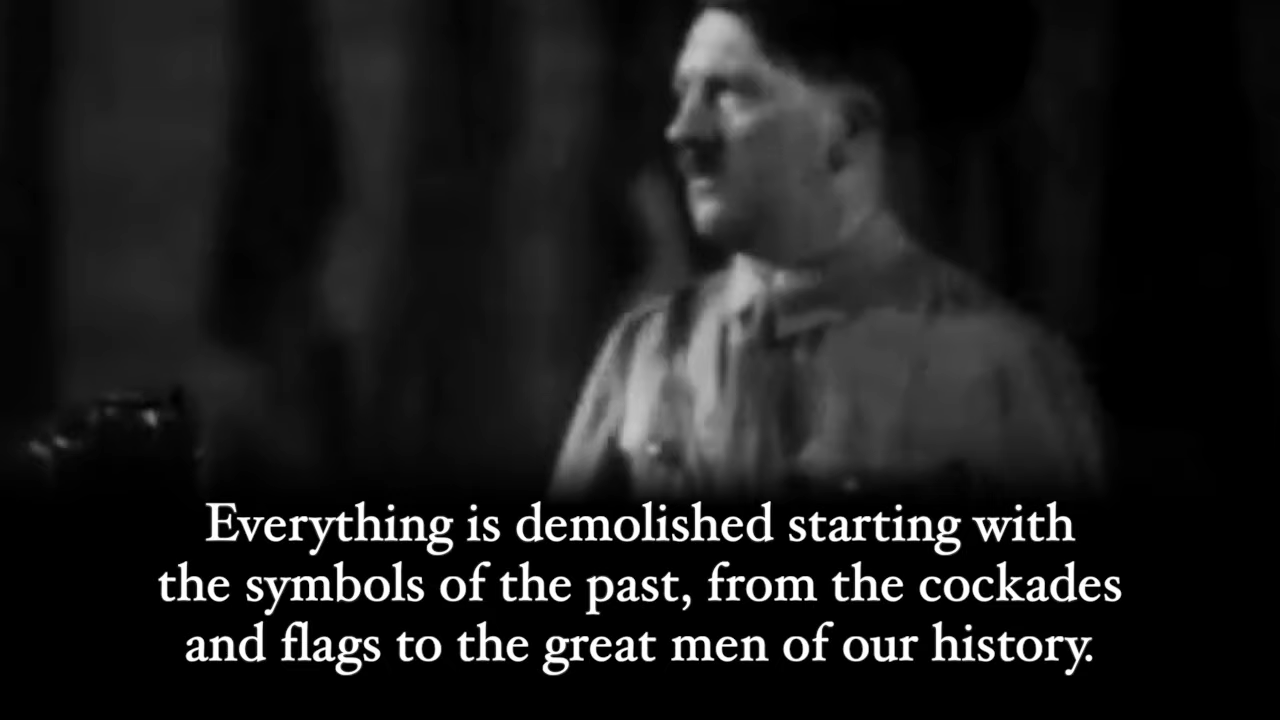 Everything is demolished starting with
the symbols of the past, from the cockades
and flags to the great men of our history.